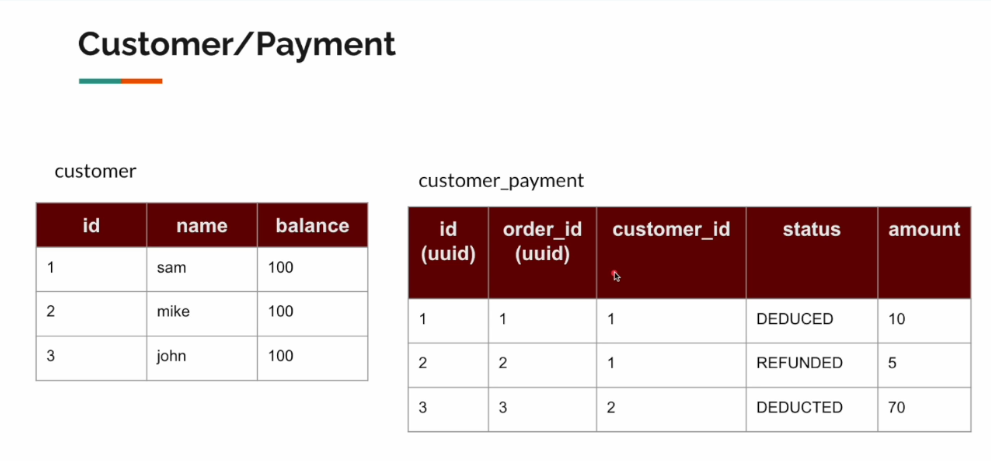 Customer/Payment
customer
id name balance
1 sam 100
2 mike 100
3 john 100
customer_payment
id (uuid) order_id (uuid) customer_id status amount
1 1 1 DEDUCED 10
2 2 1 REFUNDED 5
3 3 2 DEDUCTED 70